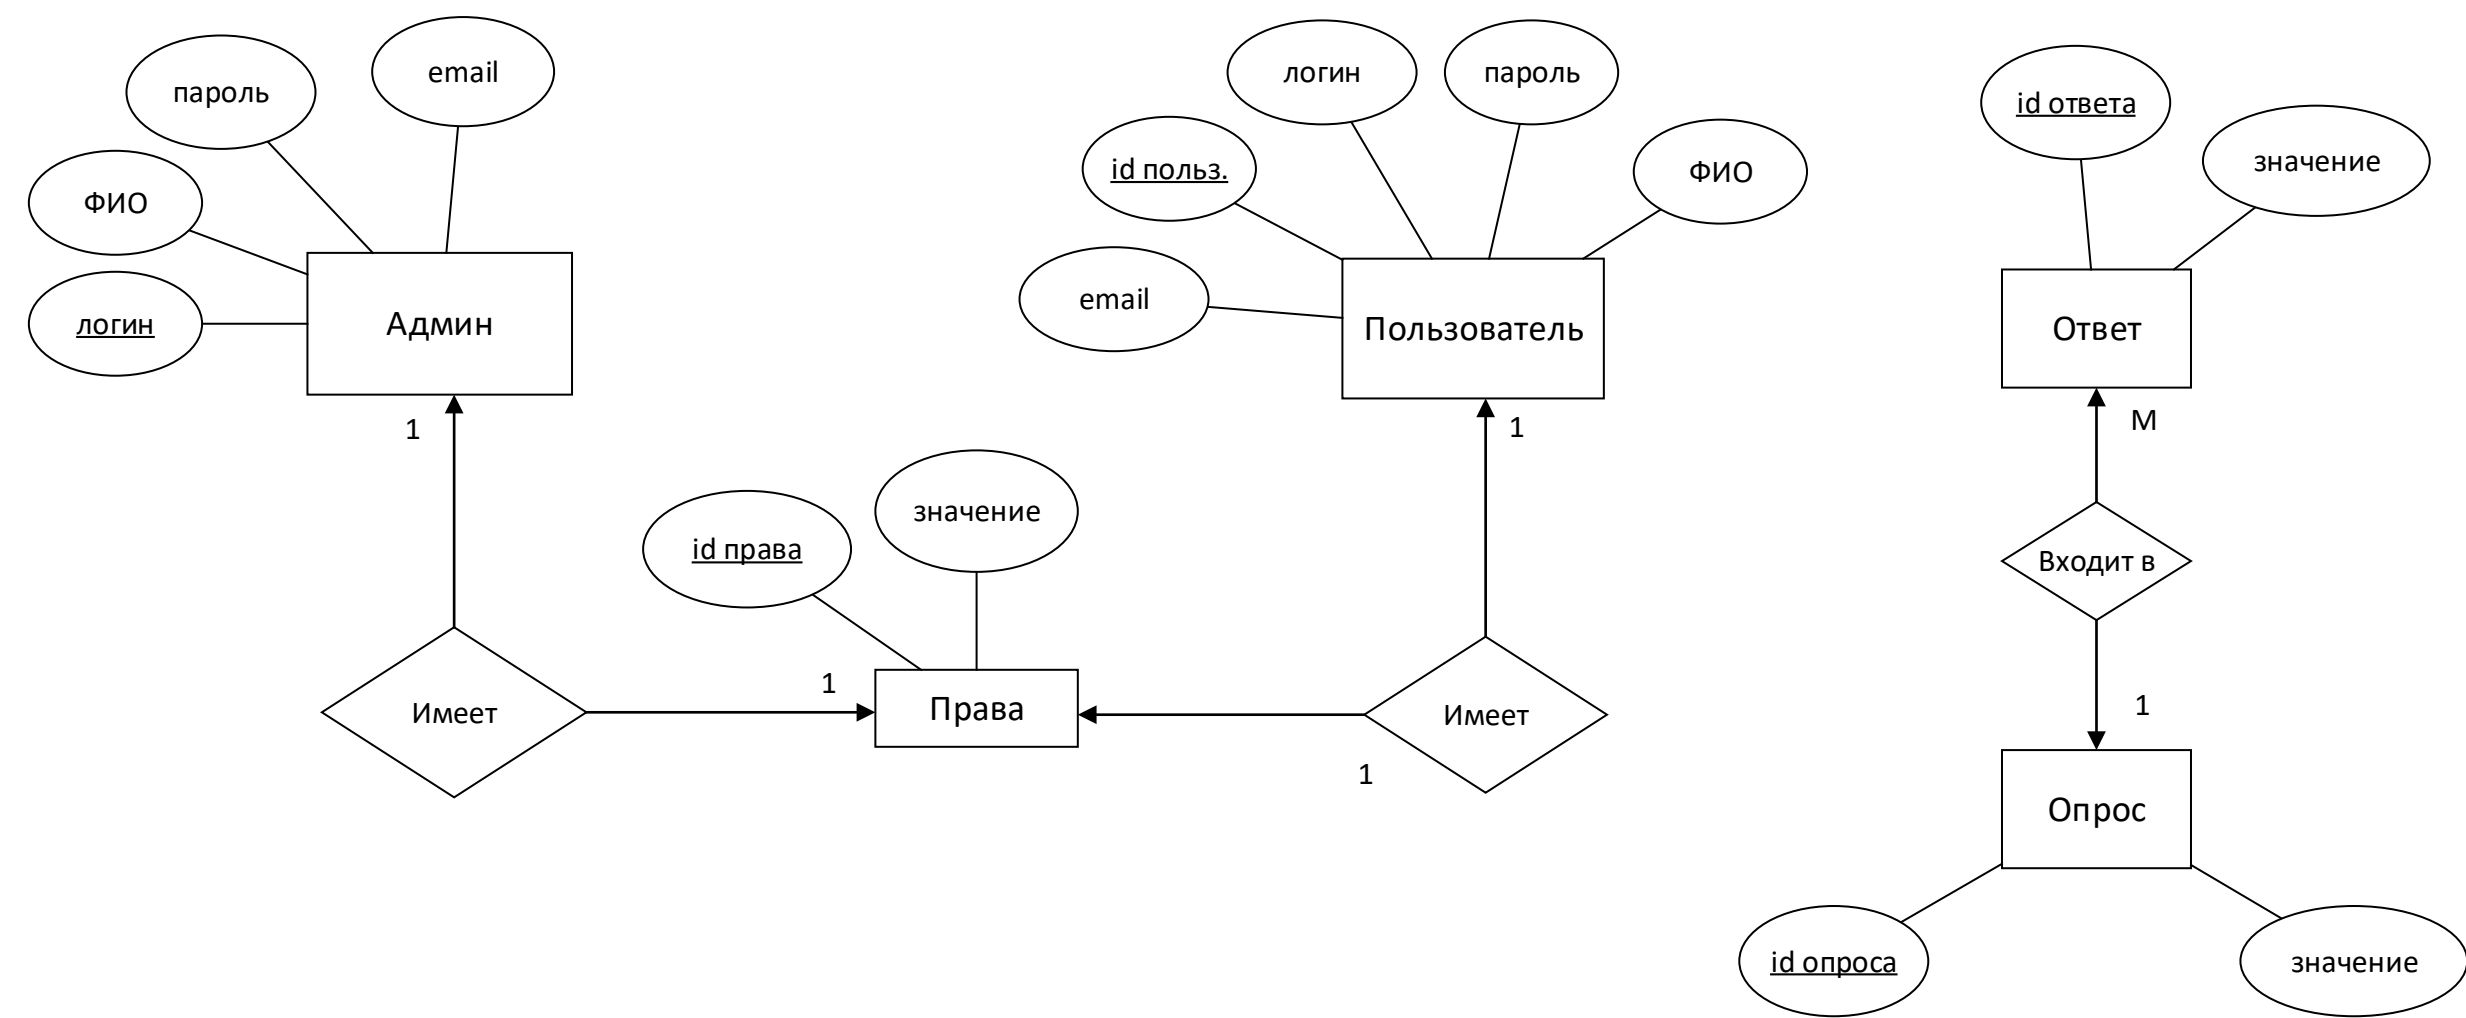 email
пароль
ФИО
логин
Админ
1
логин
пароль
id польз.
ФИО
email
Пользователь
1
id ответа
значение
Ответ
М
Входит в
1
Опрос
id опроса
значение
значение
id права
Имеет
1
Права
Имеет
1